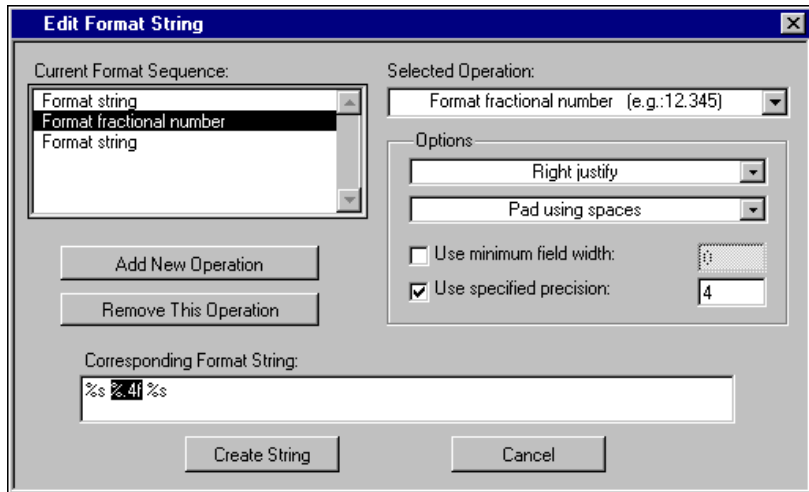 Edit Format String
Current Format Sequence:
Format string
Format fractional number
Format string
Add New Operation
Remove This Operation
Selected Operation:
Format fractional number (e.g.:12.345)
Options
Right justify
Pad using spaces
Use minimum field width:
0
Use specified precision:
4
Corresponding Format String:
%s %.4f %s
Create String
Cancel